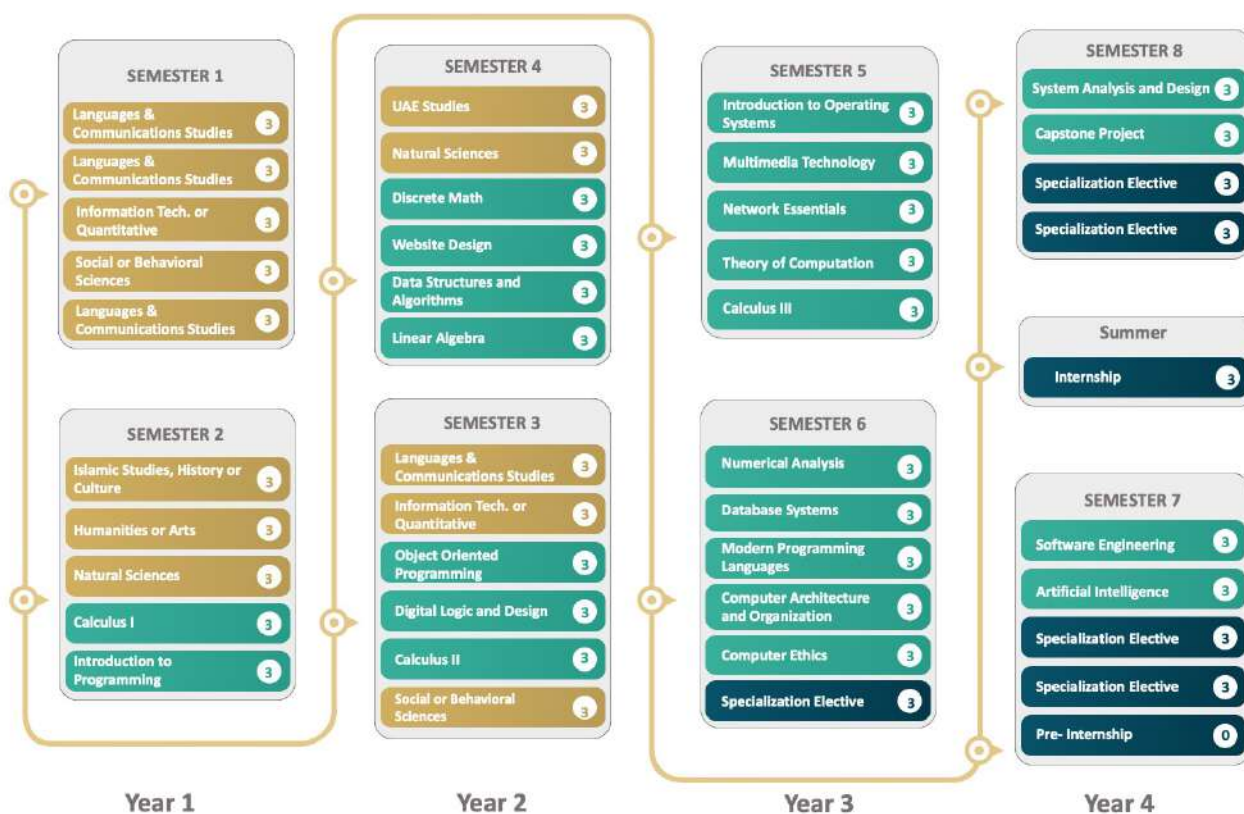 SEMESTER 1
Languages &
Communications Studies 3
Languages &
Communications Studies 3
Information Tech. or
Quantitative 3
Social or Behavioral
Sciences 3
Languages &
Communications Studies 3
SEMESTER 2
Islamic Studies, History or
Culture 3
Humanities or Arts 3
Natural Sciences 3
Calculus I 3
Introduction to
Programming 3
Year 1
SEMESTER 4
UAE Studies 3
Natural Sciences 3
Discrete Math 3
Website Design 3
Data Structures and
Algorithms 3
Linear Algebra 3
SEMESTER 3
Languages &
Communications Studies 3
Information Tech. or
Quantitative 3
Object Oriented
Programming 3
Digital Logic and Design 3
Calculus II 3
Social or Behavioral
Sciences 3
Year 2
SEMESTER 5
Introduction to Operating
Systems 3
Multimedia Technology 3
Network Essentials 3
Theory of Computation 3
Calculus III 3
SEMESTER 6
Numerical Analysis 3
Database Systems 3
Modern Programming
Languages 3
Computer Architecture
and Organization 3
Computer Ethics 3
Specialization Elective 3
Year 3
SEMESTER 8
System Analysis and Design 3
Capstone Project 3
Specialization Elective 3
Specialization Elective 3
Summer
Internship 3
SEMESTER 7
Software Engineering 3
Artificial Intelligence 3
Specialization Elective 3
Specialization Elective 3
Pre- Internship 0
Year 4